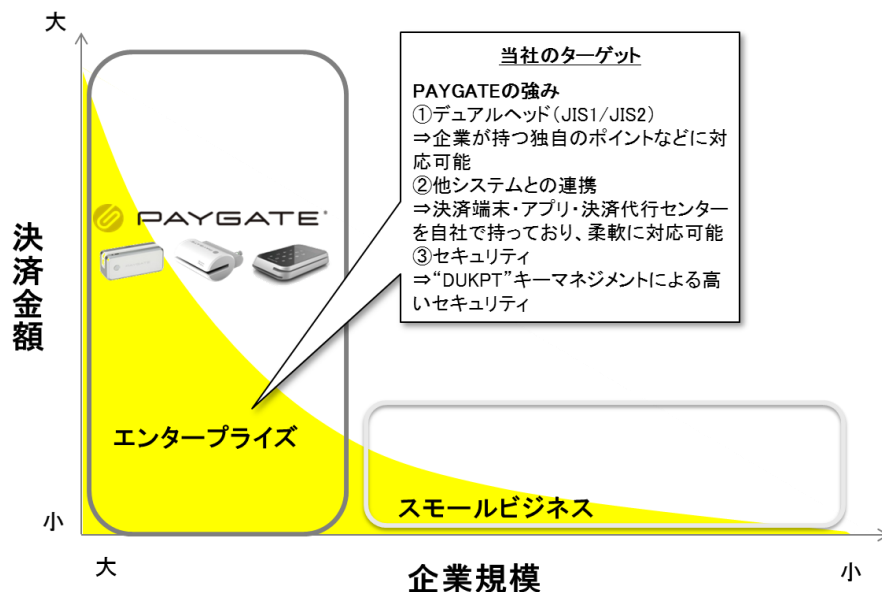 大
当社のターゲット
PAYGATEの強み
①デュアルヘッド(JIS1/JIS2)
⇒企業が持つ独自のポイントなどに対
応可能
②他システムとの連携
⇒決済端末・アプリ・決済代行センター
を自社で持っており、柔軟に対応可能
③セキュリティ
⇒“DUKPT”キーマネジメントによる高
いセキュリティ
PAYGATE
決済金額
エンタープライズ
スモールビジネス
小
大
企業規模
小